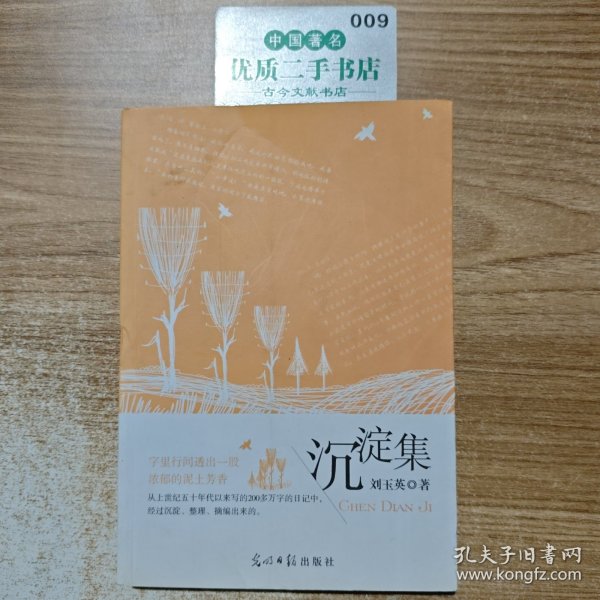 009
中国著名
优质二手书店
古今文献书店
字里行间透出一股
浓郁的泥土芳香
沉淀集
刘玉英◎著
CHEN DIAN JI
从上世纪五十年代以来写的200多万字的日记中,
经过沉淀、整理、摘编出来的。
光明日报出版社
孔夫子旧书网
www.kongfz.com